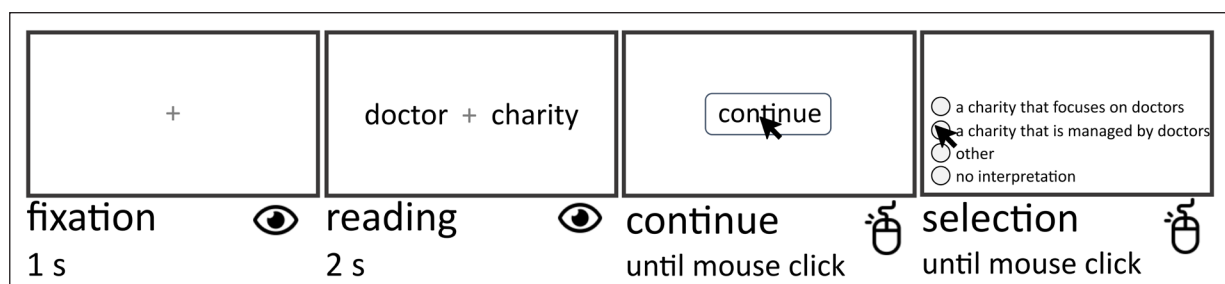 +
doctor + charity
continue
a charity that focuses on doctors
a charity that is managed by doctors
other
no interpretation
fixation
1 s
reading
2 s
continue
until mouse click
selection
until mouse click